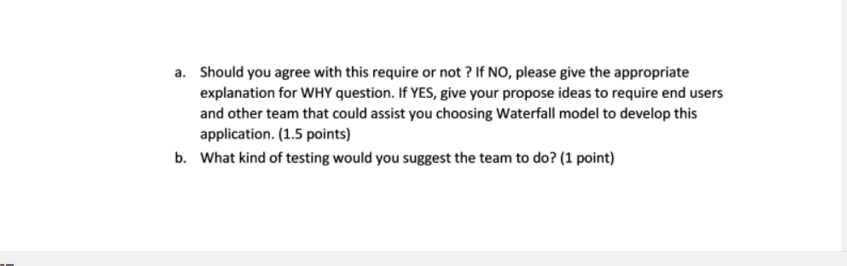 a. Should you agree with this require or not ? If NO, please give the appropriate
explanation for WHY question. If YES, give your propose ideas to require end users
and other team that could assist you choosing Waterfall model to develop this
application. (1.5 points)
b. What kind of testing would you suggest the team to do? (1 point)